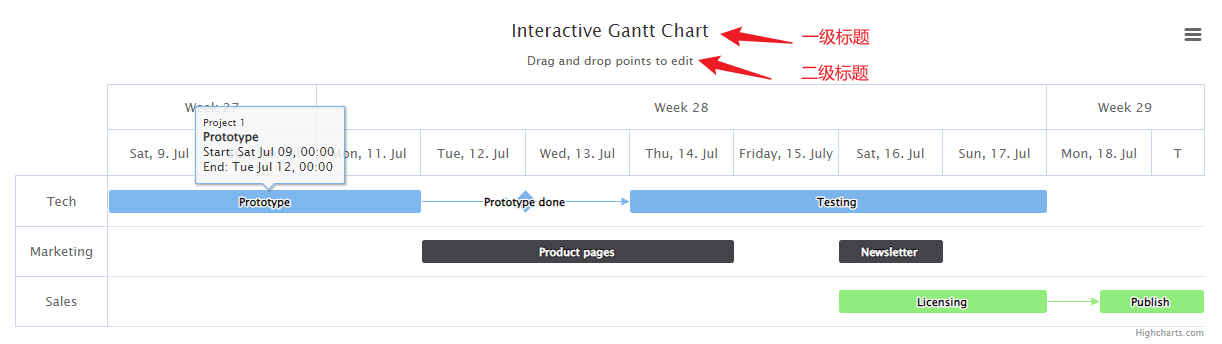 Interactive Gantt Chart
一级标题
Drag and drop points to edit
二级标题
Week 27
Week 28
Week 29
Sat, 9. Jul
Mon, 11. Jul
Tue, 12. Jul
Wed, 13. Jul
Thu, 14. Jul
Friday, 15. July
Sat, 16. Jul
Sun, 17. Jul
Mon, 18. Jul
T
Project 1
Prototype
Start: Sat Jul 09, 00:00
End: Tue Jul 12, 00:00
Tech
Prototype
Prototype done
Testing
Marketing
Product pages
Newsletter
Sales
Licensing
Publish
Highcharts.com